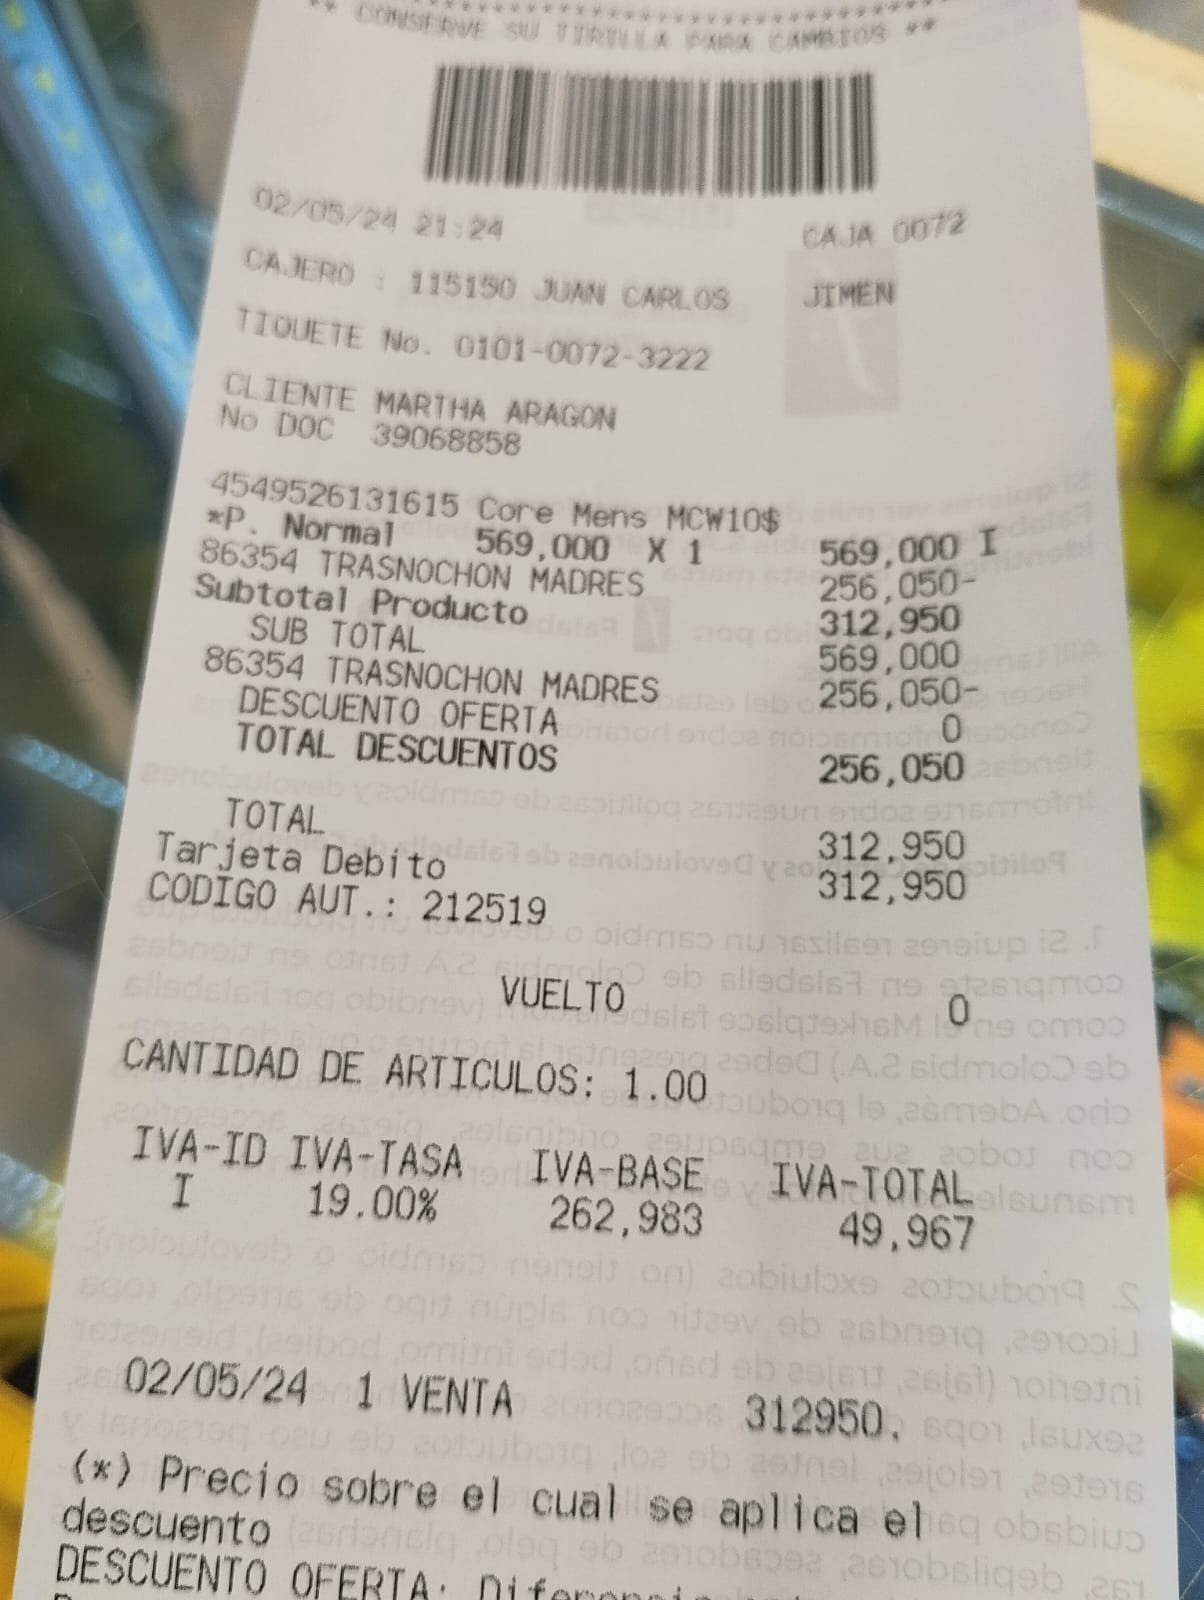 ** CONSERVE SU TIRILLA PARA CAMBIOS **
02/05/24 21:24 CAJA 0072
CAJERO : 115150 JUAN CARLOS JIMEN
TIQUETE No. 0101-0072-3222
CLIENTE MARTHA ARAGON
No DOC 39068858
4549526131615 Core Mens MCW10$
*P. Normal 569,000 X 1 569,000 I
86354 TRASNOCHON MADRES 256,050-
Subtotal Producto 312,950
SUB TOTAL 569,000
86354 TRASNOCHON MADRES 256,050-
DESCUENTO OFERTA 0
TOTAL DESCUENTOS 256,050
TOTAL 312,950
Tarjeta Debito 312,950
CODIGO AUT.: 212519
VUELTO 0
CANTIDAD DE ARTICULOS: 1.00
IVA-ID IVA-TASA IVA-BASE IVA-TOTAL
I 19.00% 262,983 49,967
02/05/24 1 VENTA 312950.
(*) Precio sobre el cual se aplica el
descuento
DESCUENTO OFERTA: